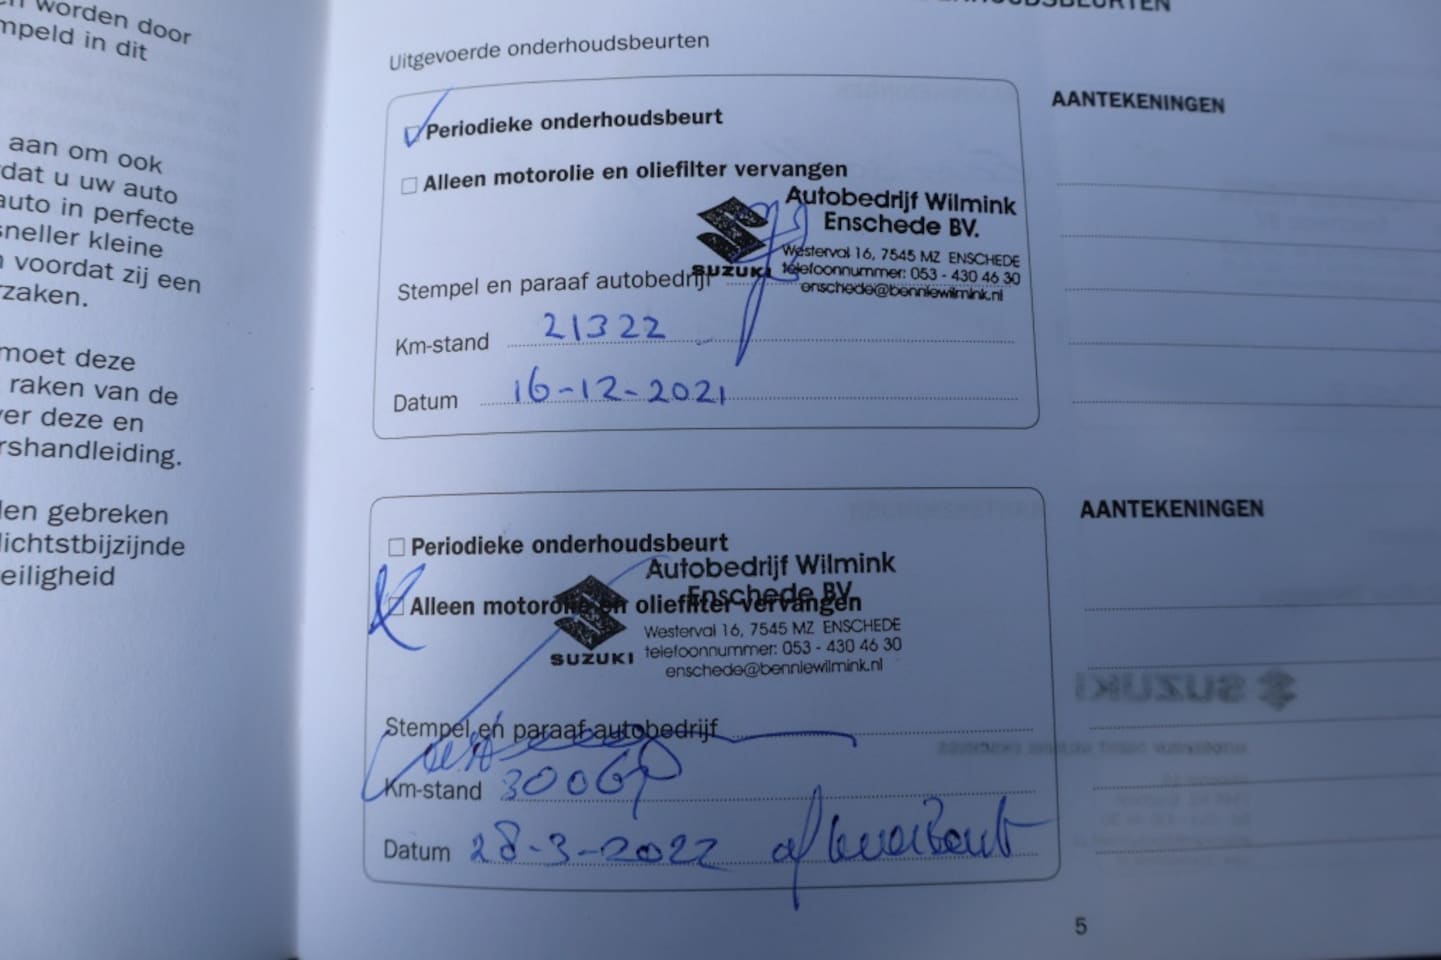 worden door
mpeld in dit
aan om ook
dat u uw auto
auto in perfecte
sneller kleine
voordat zij een
rzaken.
moet deze
raken van de
ver deze en
rshandleiding.
den gebreken
lichtstbijzijnde
eiligheid
Uitgevoerde onderhoudsbeurten
Periodieke onderhoudsbeurt
Alleen motorolie en oliefilter vervangen
Autobedrijf Wilmink
Enschede BV.
Westerval 16, 7545 MZ ENSCHEDE
telefoonnummer: 053 - 430 46 30
enschede@benniewilmink.nl
SUZUKI
Stempel en paraaf autobedrijf
Km-stand 21322
Datum 16-12-2021
AANTEKENINGEN
Periodieke onderhoudsbeurt
Alleen motorolie en oliefilter vervangen
Autobedrijf Wilmink
Enschede BV.
Westerval 16, 7545 MZ ENSCHEDE
telefoonnummer: 053 - 430 46 30
enschede@benniewilmink.nl
SUZUKI
Stempel en paraaf autobedrijf
Km-stand
Datum 28-3-2022
AANTEKENINGEN
SUZUKI
5